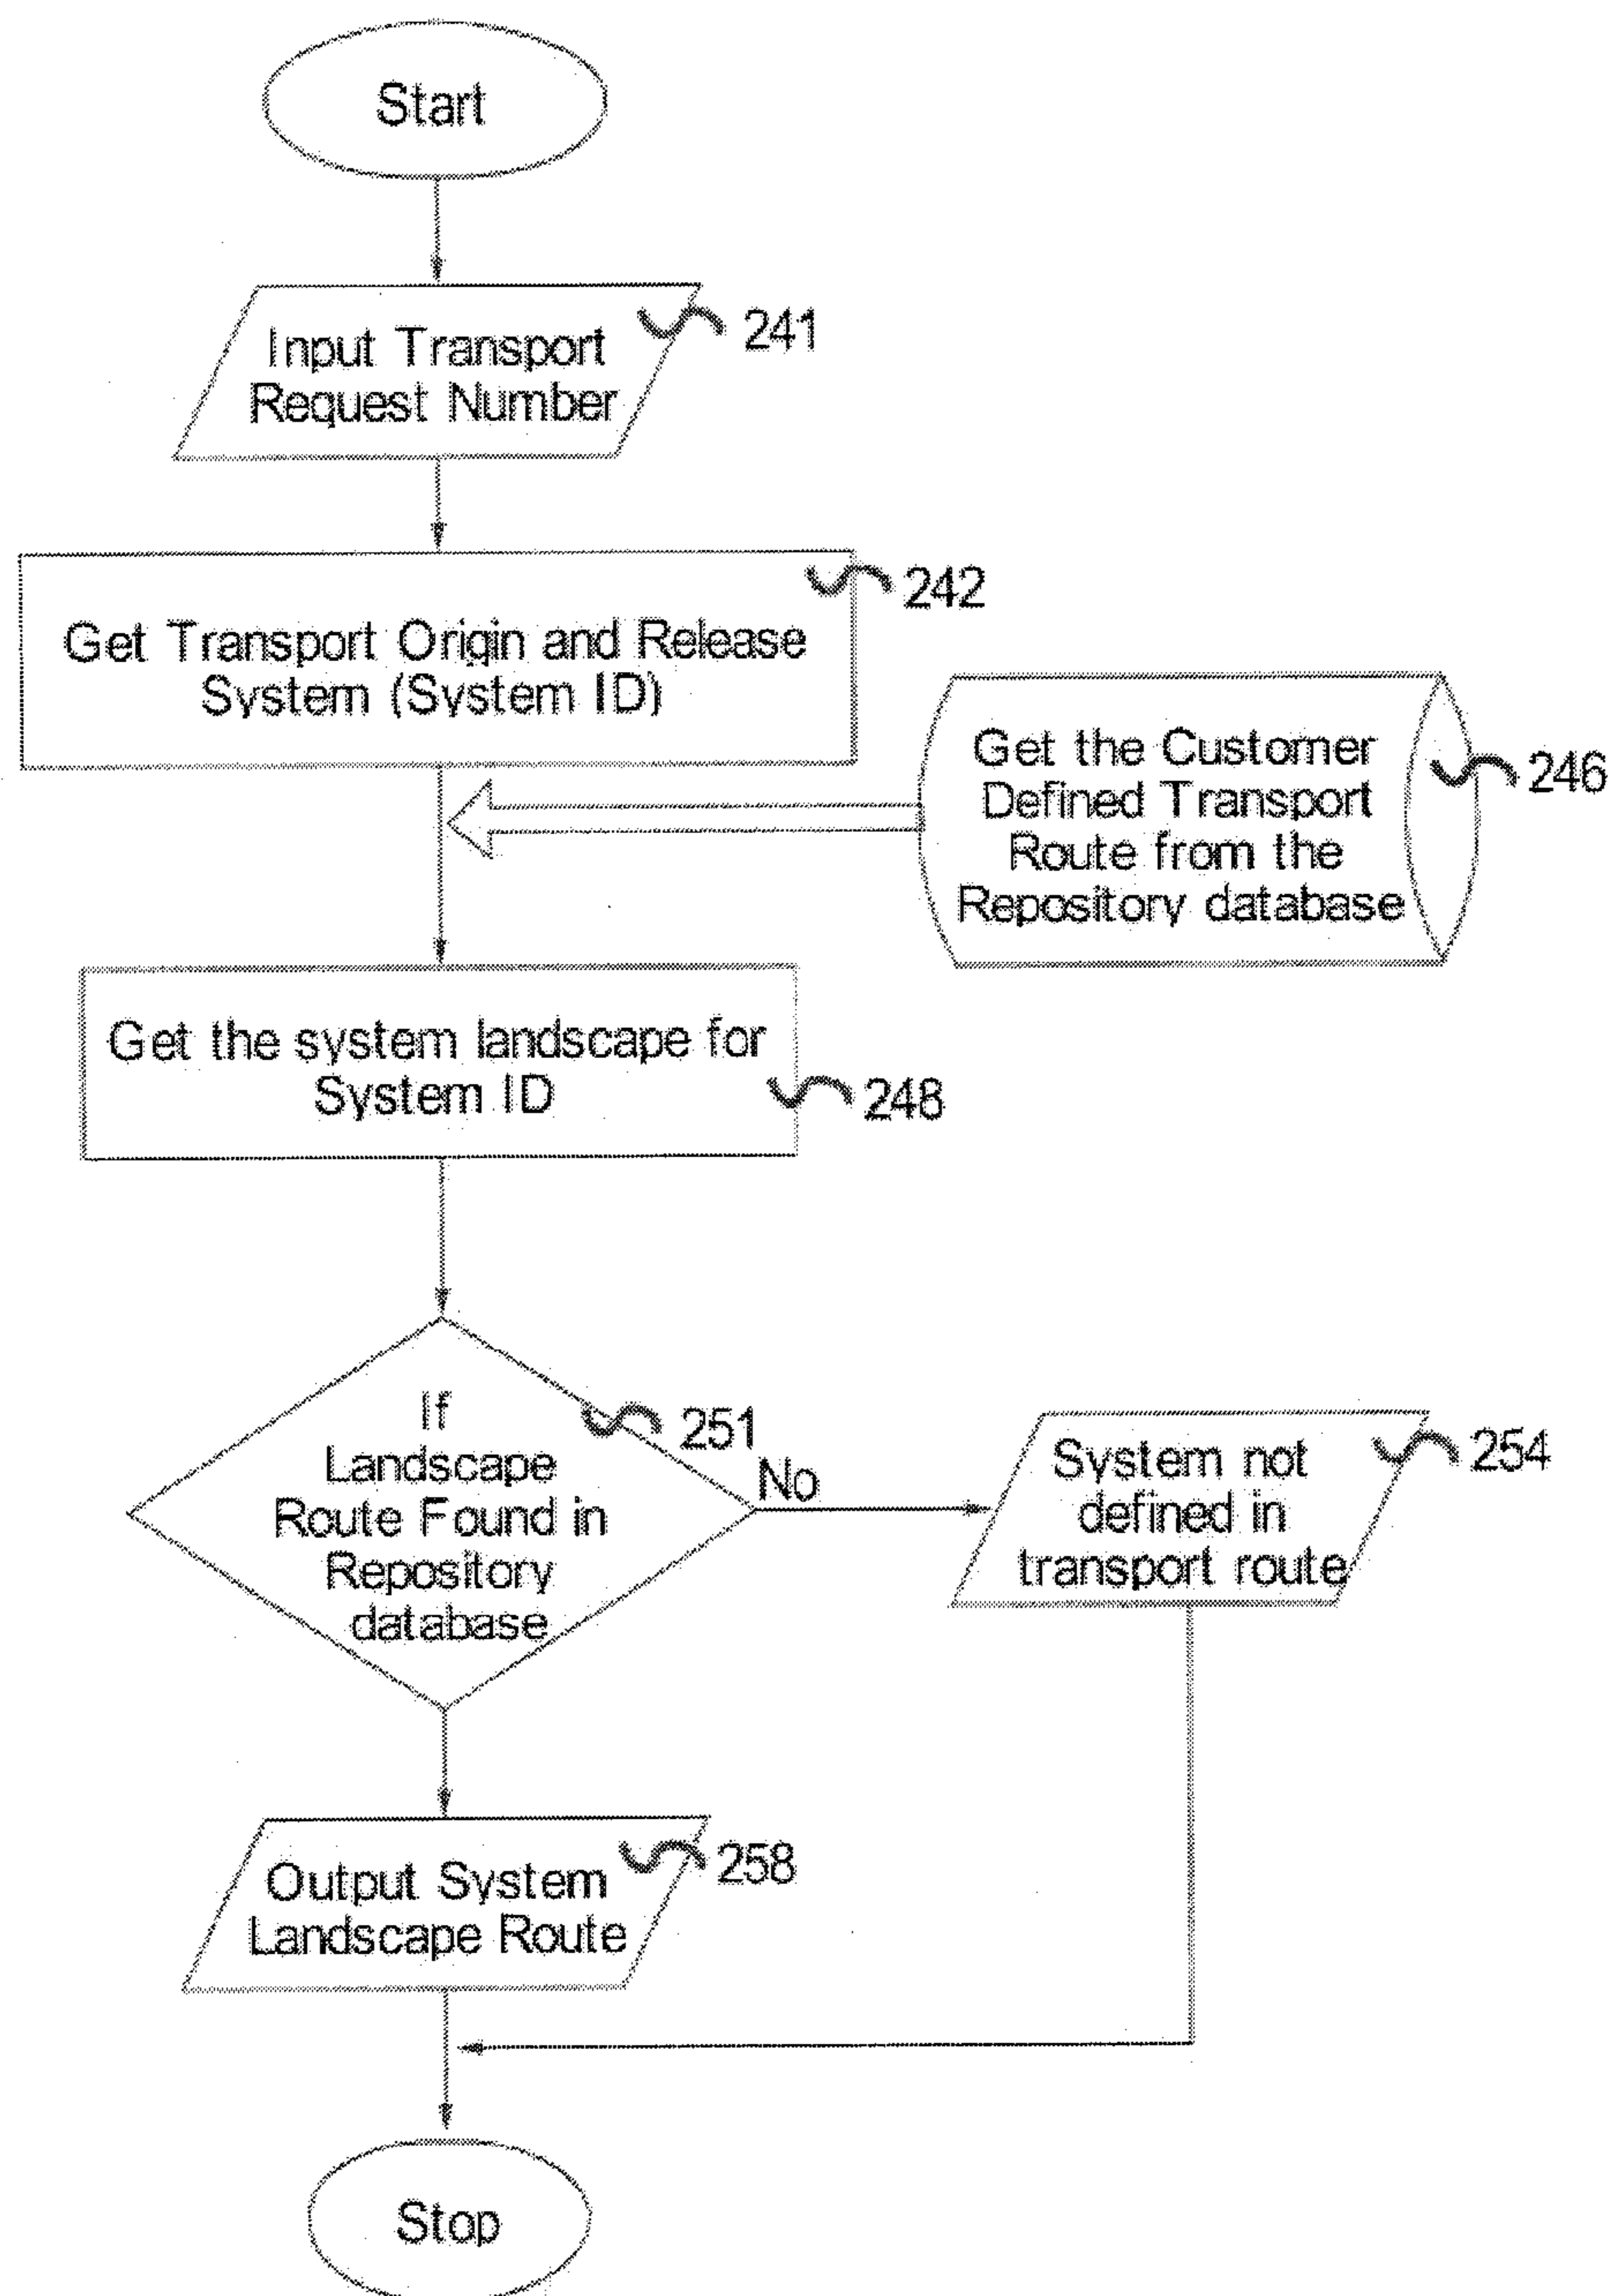 Start
Input Transport
Request Number
241
Get Transport Origin and Release
System (System ID)
242
Get the Customer
Defined Transport
Route from the
Repository database
246
Get the system landscape for
System ID
248
If
Landscape
Route Found in
Repository
database
251
No
System not
defined in
transport route
254
Output System
Landscape Route
258
Stop